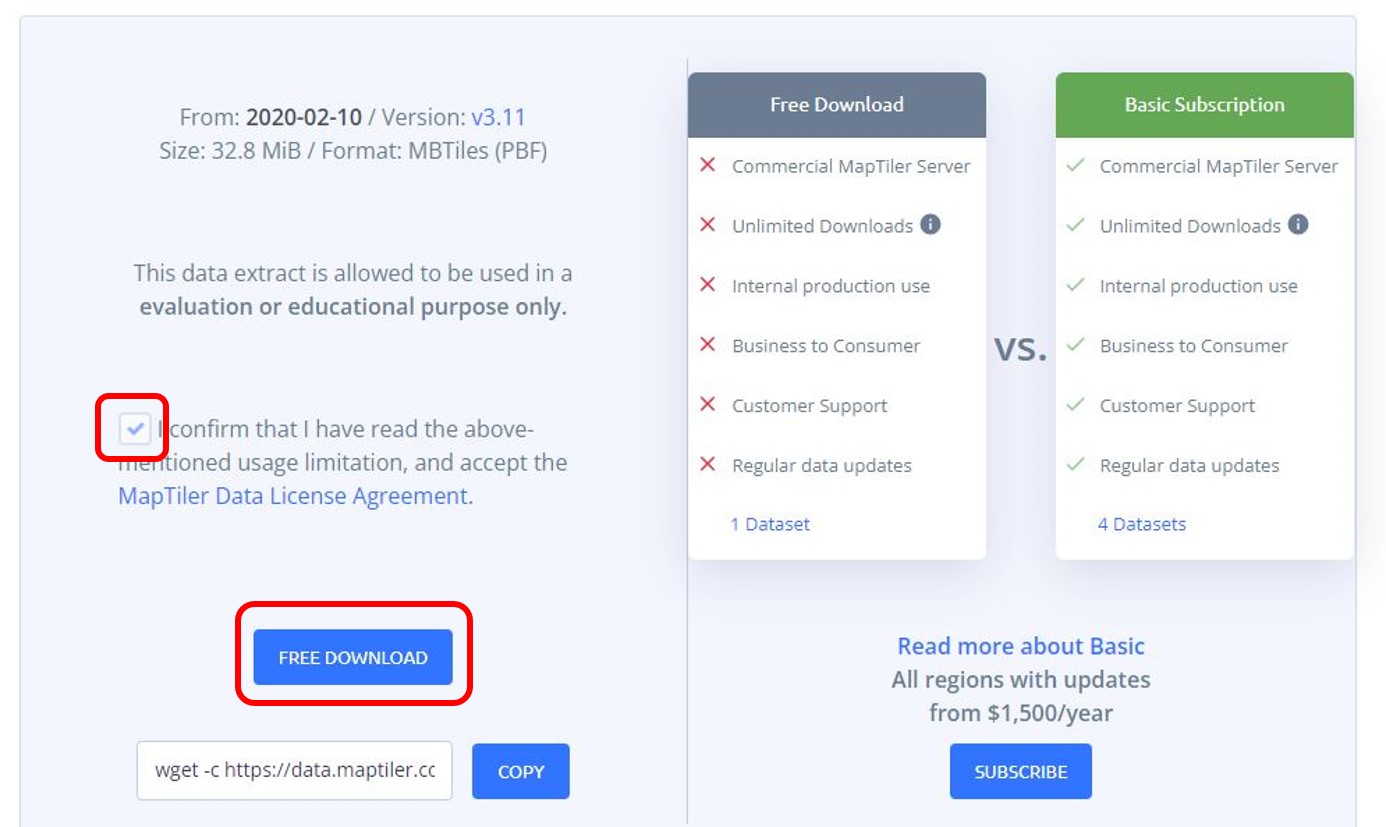 From: 2020-02-10 / Version: v3.11
Size: 32.8 MiB / Format: MBTiles (PBF)
This data extract is allowed to be used in a
evaluation or educational purpose only.
I confirm that I have read the above-
mentioned usage limitation, and accept the
MapTiler Data License Agreement.
FREE DOWNLOAD
wget -c https://data.maptiler.cc
COPY
Free Download
Commercial MapTiler Server
Unlimited Downloads
Internal production use
Business to Consumer
Customer Support
Regular data updates
1 Dataset
vs.
Basic Subscription
Commercial MapTiler Server
Unlimited Downloads
Internal production use
Business to Consumer
Customer Support
Regular data updates
4 Datasets
Read more about Basic
All regions with updates
from $1,500/year
SUBSCRIBE